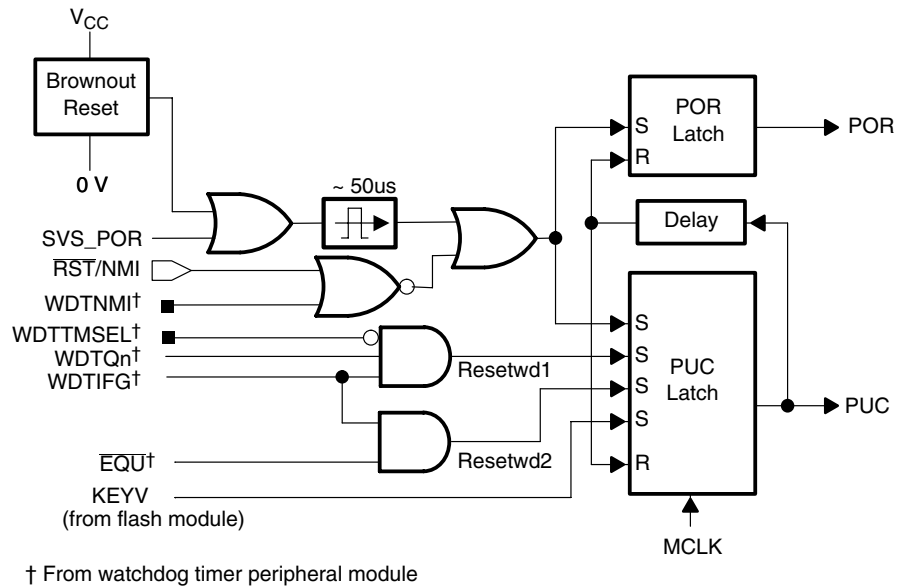 VCC
Brownout
Reset
0 V
~ 50us
SVS_POR
RST/NMI
WDTNMI†
WDTTMSEL†
WDTQn†
WDTIFG†
EQU†
KEYV
(from flash module)
Resetwd1
Resetwd2
S
R
POR
Latch
POR
Delay
S
S
S
S
R
PUC
Latch
PUC
MCLK
† From watchdog timer peripheral module